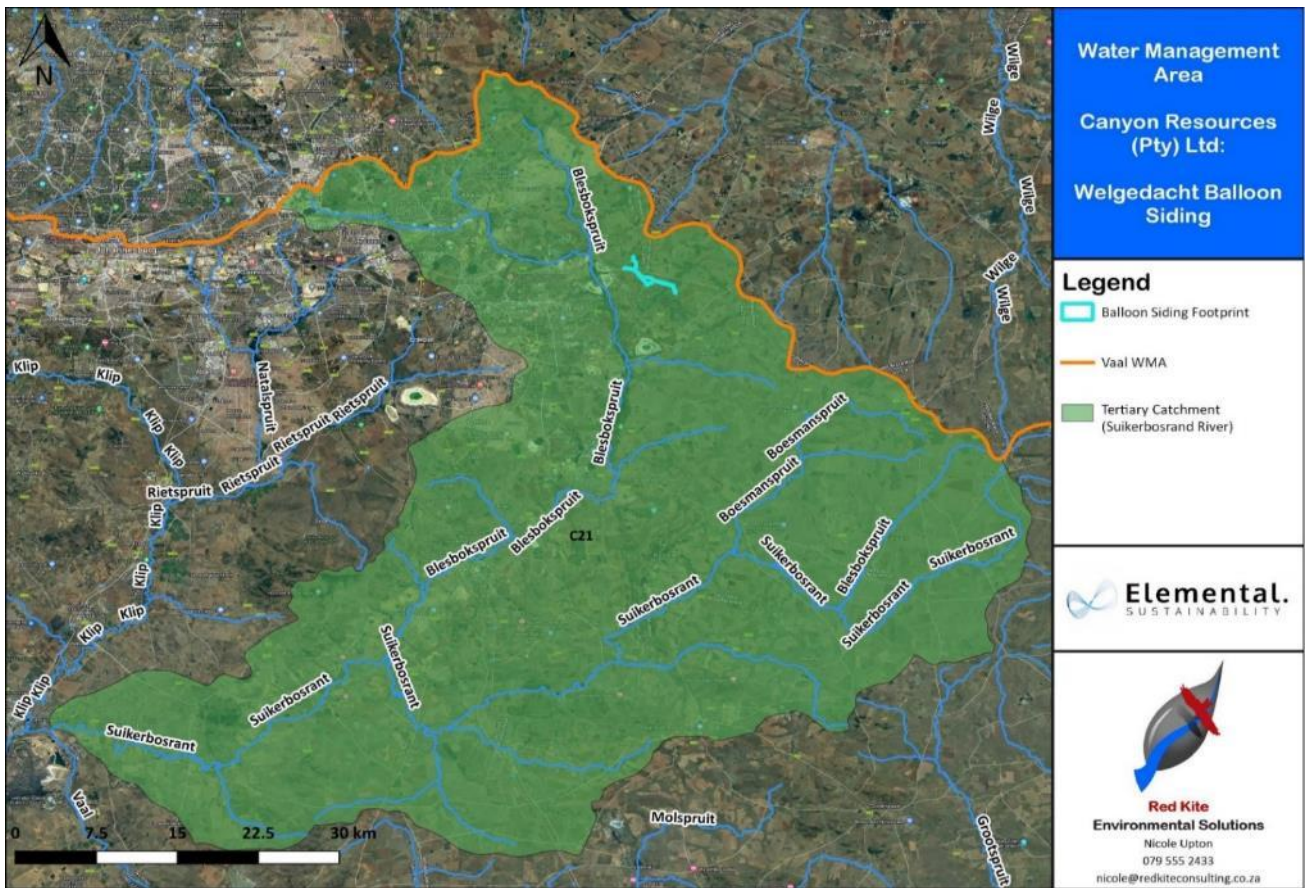 N
Wilge
Wilge
Wilge
Wilge
Wilge
Blesbokspruit
Klip
Klip
Klip
Klip
Natalspruit
Rietspruit
Rietspruit
Rietspruit
Rietspruit
Klip
Klip
Klip
Klip
Klip
Klip
Blesbokspruit
Boesmanspruit
Boesmanspruit
Blesbokspruit
Blesbokspruit
C21
Suikerbosrant
Blesbokspruit
Suikerbosrant
Suikerbosrant
Suikerbosrant
Suikerbosrant
Suikerbosrant
Suikerbosrant
Vaal
Molspruit
Grootspruit
0 7.5 15 22.5 30 km
Water Management
Area
Canyon Resources
(Pty) Ltd:
Welgedacht Balloon
Siding
Legend
Balloon Siding Footprint
Vaal WMA
Tertiary Catchment
(Suikerbosrand River)
Elemental.
SUSTAINABILITY
Red Kite
Environmental Solutions
Nicole Upton
079 555 2433
nicole@redkiteconsulting.co.za